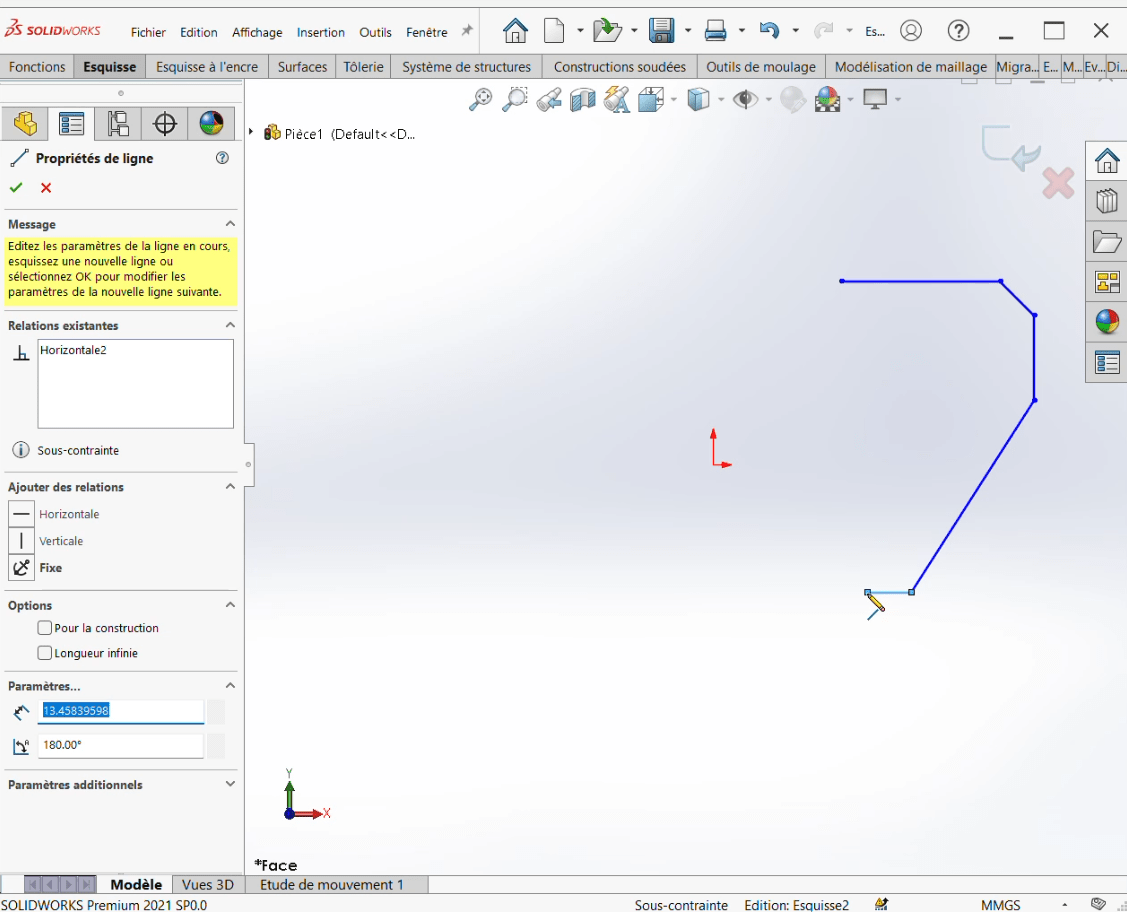 SOLIDWORKS Fichier Edition Affichage Insertion Outils Fenêtre Es...
Fonctions Esquisse Esquisse à l'encre Surfaces Tôlerie Système de structures Constructions soudées Outils de moulage Modélisation de maillage Migra... E... M... Ev... Di...
Pièce1 (Default<<D...
Propriétés de ligne
Message
Editez les paramètres de la ligne en cours,
esquissez une nouvelle ligne ou
sélectionnez OK pour modifier les
paramètres de la nouvelle ligne suivante.
Relations existantes
Horizontale2
Sous-contrainte
Ajouter des relations
Horizontale
Verticale
Fixe
Options
Pour la construction
Longueur infinie
Paramètres...
13.45839598
180.00°
Paramètres additionnels
Y
X
*Face
Modèle Vues 3D Etude de mouvement 1
SOLIDWORKS Premium 2021 SP0.0 Sous-contrainte Edition: Esquisse2 MMGS